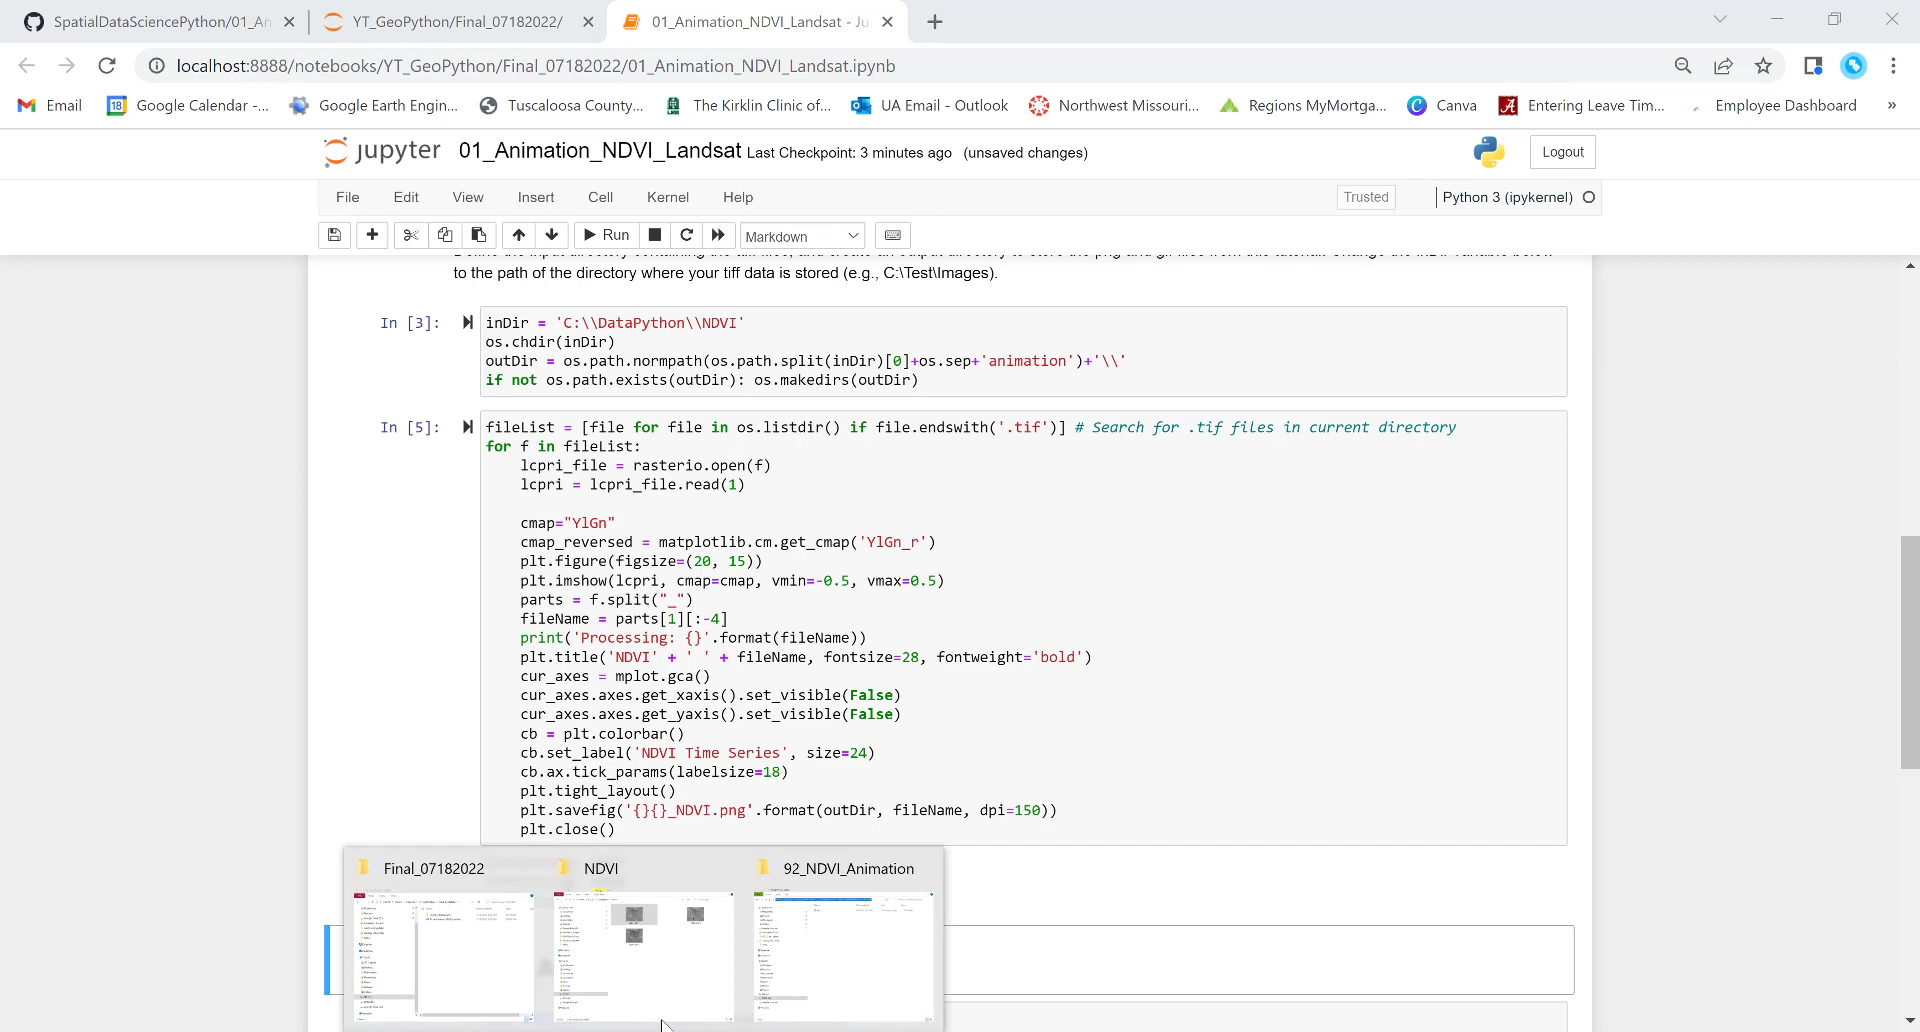 SpatialDataSciencePython/01_An
YT_GeoPython/Final_07182022/
01_Animation_NDVI_Landsat - Ju
localhost:8888/notebooks/YT_GeoPython/Final_07182022/01_Animation_NDVI_Landsat.ipynb
Email
18
Google Calendar -...
Google Earth Engin...
Tuscaloosa County...
The Kirklin Clinic of...
UA Email - Outlook
Northwest Missouri...
Regions MyMortga...
Canva
Entering Leave Tim...
Employee Dashboard
»
jupyter 01_Animation_NDVI_Landsat Last Checkpoint: 3 minutes ago (unsaved changes)
Logout
File Edit View Insert Cell Kernel Help
Trusted
Python 3 (ipykernel)
Run
Markdown
to the path of the directory where your tiff data is stored (e.g., C:\Test\Images).
In [3]:
inDir = 'C:\\DataPython\\NDVI'
os.chdir(inDir)
outDir = os.path.normpath(os.path.split(inDir)[0]+os.sep+'animation')+'\\'
if not os.path.exists(outDir): os.makedirs(outDir)
In [5]:
fileList = [file for file in os.listdir() if file.endswith('.tif')] # Search for .tif files in current directory
for f in fileList:
    lcpri_file = rasterio.open(f)
    lcpri = lcpri_file.read(1)
    cmap="YlGn"
    cmap_reversed = matplotlib.cm.get_cmap('YlGn_r')
    plt.figure(figsize=(20, 15))
    plt.imshow(lcpri, cmap=cmap, vmin=-0.5, vmax=0.5)
    parts = f.split("_")
    fileName = parts[1][:-4]
    print('Processing: {}'.format(fileName))
    plt.title('NDVI' + ' ' + fileName, fontsize=28, fontweight='bold')
    cur_axes = mplot.gca()
    cur_axes.axes.get_xaxis().set_visible(False)
    cur_axes.axes.get_yaxis().set_visible(False)
    cb = plt.colorbar()
    cb.set_label('NDVI Time Series', size=24)
    cb.ax.tick_params(labelsize=18)
    plt.tight_layout()
    plt.savefig('{}{}_NDVI.png'.format(outDir, fileName, dpi=150))
    plt.close()
Final_07182022
NDVI
92_NDVI_Animation